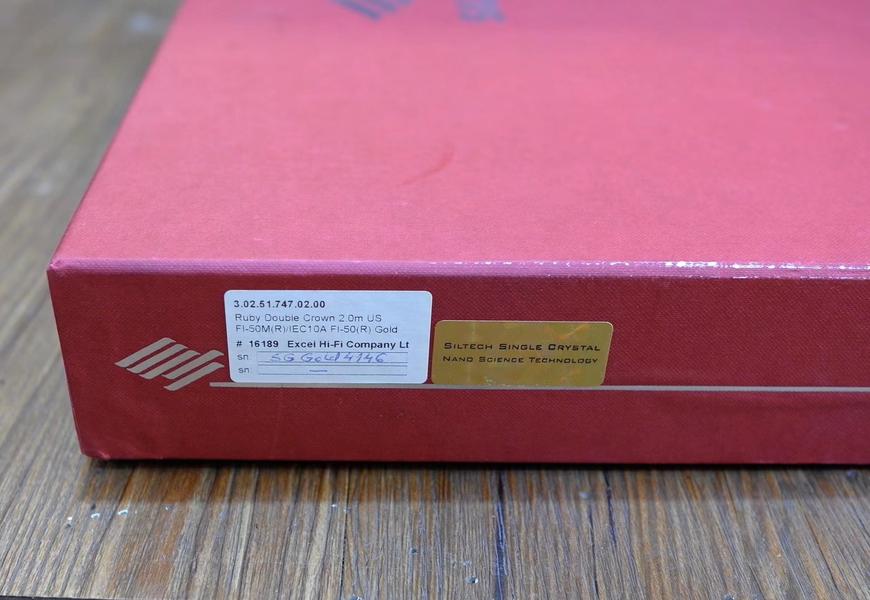 3.02.51.747.02.00
Ruby Double Crown 2.0m US
FI-50M(R)/IEC10A FI-50(R) Gold
# 16189 Excel Hi-Fi Company Lt
sn: SG Gold 4146
sn:
SILTECH SINGLE CRYSTAL
NANO SCIENCE TECHNOLOGY